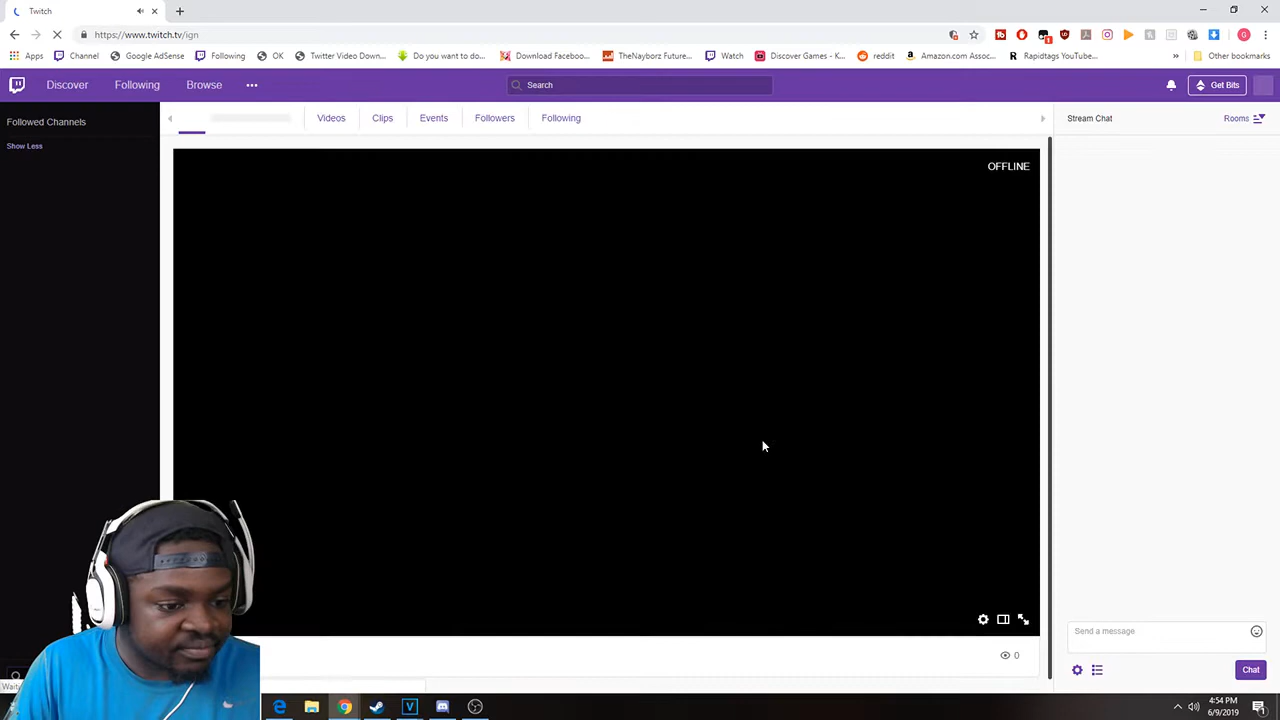 Twitch
https://www.twitch.tv/ign
Apps Channel Google AdSense Following OK Twitter Video Down... Do you want to do... Download Faceboo... TheNayborz Future... Watch Discover Games - K... reddit Amazon.com Assoc... Rapidtags YouTube... » Other bookmarks
Discover Following Browse ••• Search Get Bits
Followed Channels
Show Less
Videos Clips Events Followers Following
Stream Chat Rooms
OFFLINE
0
Send a message
Chat
4:54 PM
6/9/2019